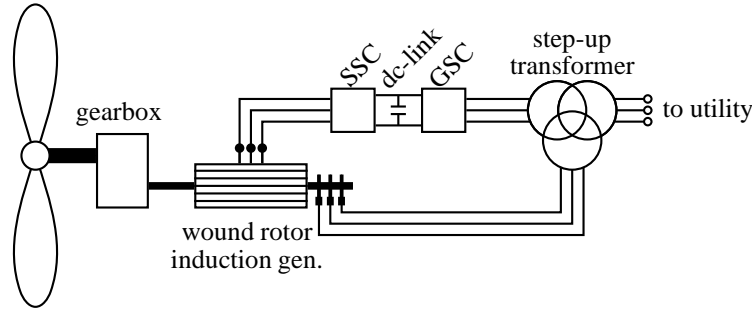 SSC
dc-link
GSC
step-up
transformer
gearbox
to utility
wound rotor
induction gen.